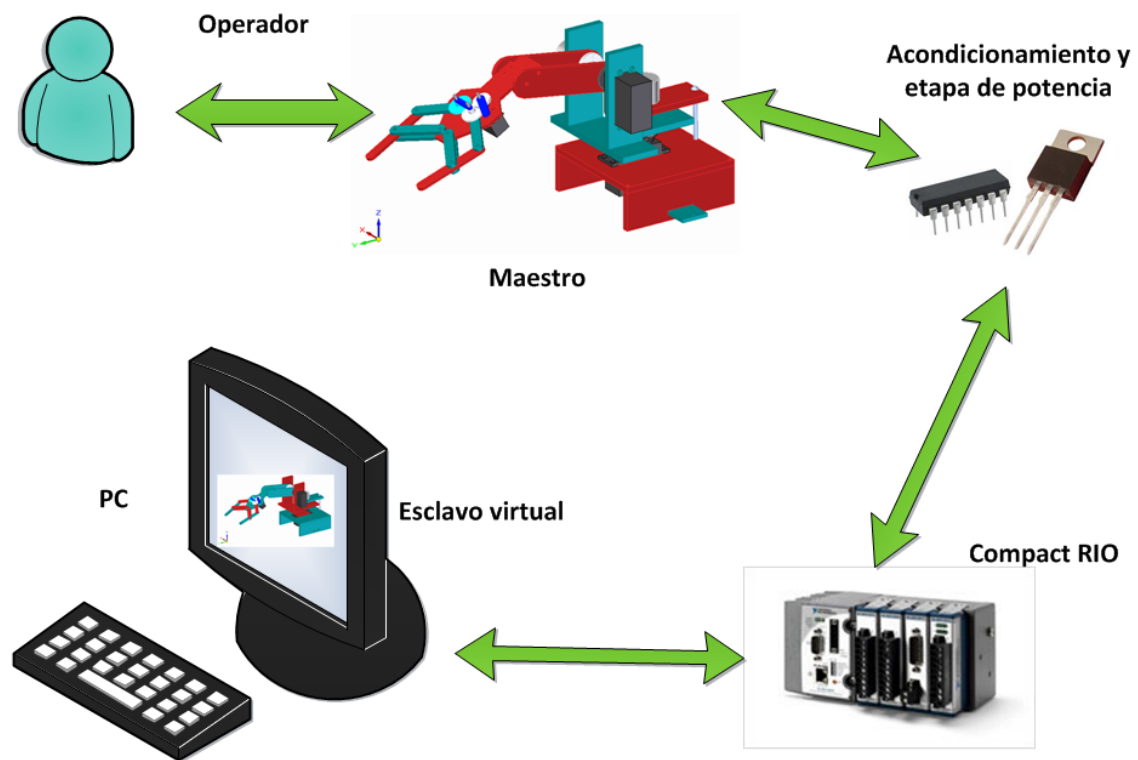 Operador
Acondicionamiento y
etapa de potencia
Z
X
Y
Maestro
PC
Esclavo virtual
Compact RIO